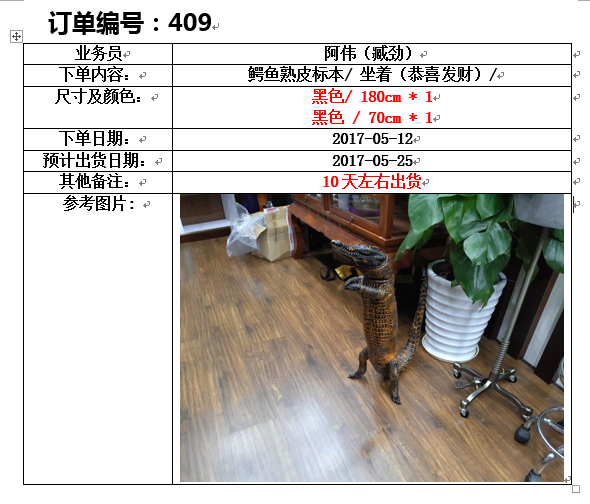 订单编号：409
业务员 阿伟（臧劲）
下单内容： 鳄鱼熟皮标本/ 坐着（恭喜发财）/
尺寸及颜色： 黑色/ 180cm * 1
黑色 / 70cm * 1
下单日期： 2017-05-12
预计出货日期： 2017-05-25
其他备注： 10天左右出货
参考图片：